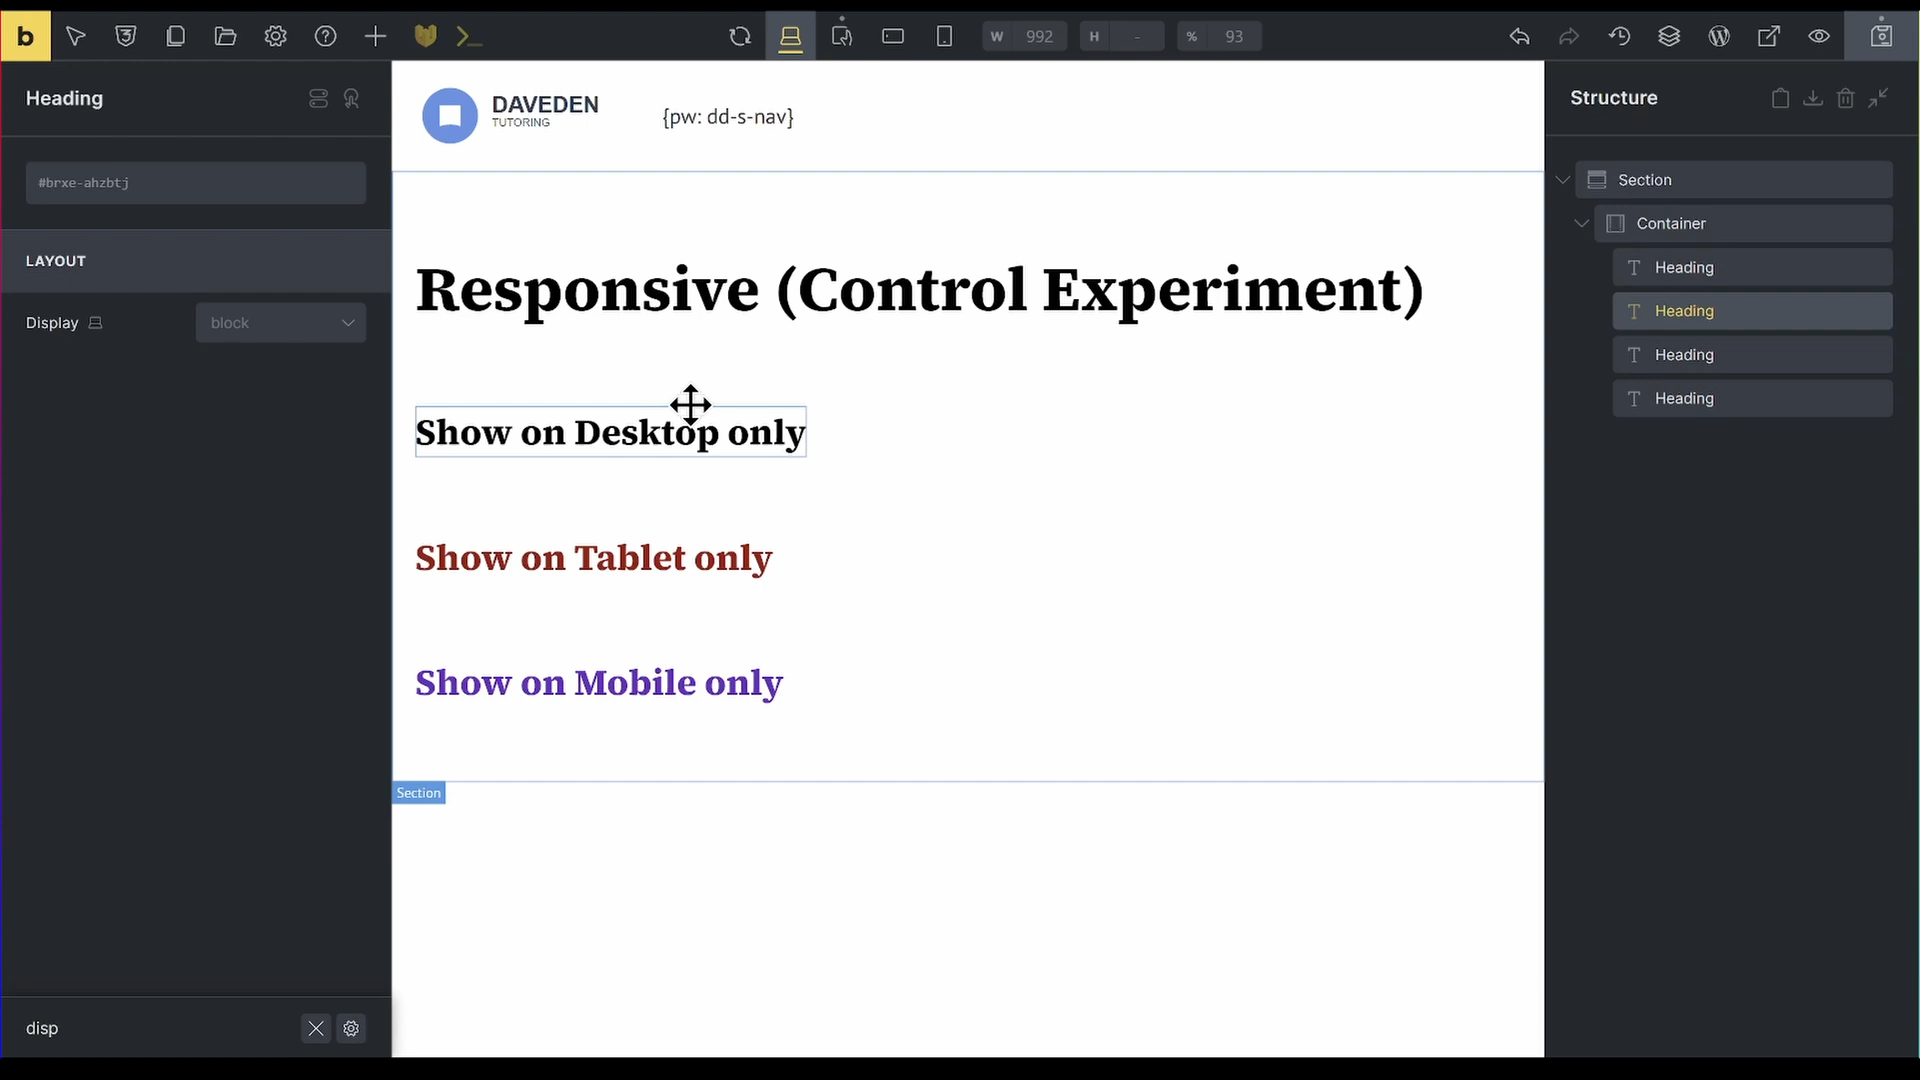 b
W 992
H -
% 93
Heading
#brxe-ahzbtj
LAYOUT
Display
block
disp
DAVEDEN
TUTORING
{pw: dd-s-nav}
Responsive (Control Experiment)
Show on Desktop only
Show on Tablet only
Show on Mobile only
Section
Structure
Section
Container
Heading
Heading
Heading
Heading